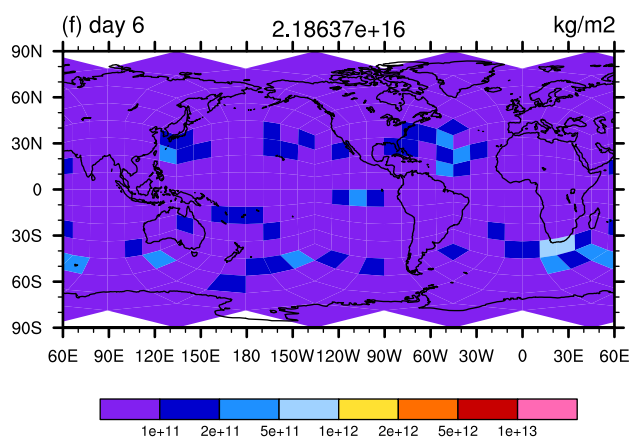 (f) day 6 2.18637e+16 kg/m2
90N
60N
30N
0
30S
60S
90S
60E 90E 120E 150E 180 150W 120W 90W 60W 30W 0 30E 60E
1e+11 2e+11 5e+11 1e+12 2e+12 5e+12 1e+13